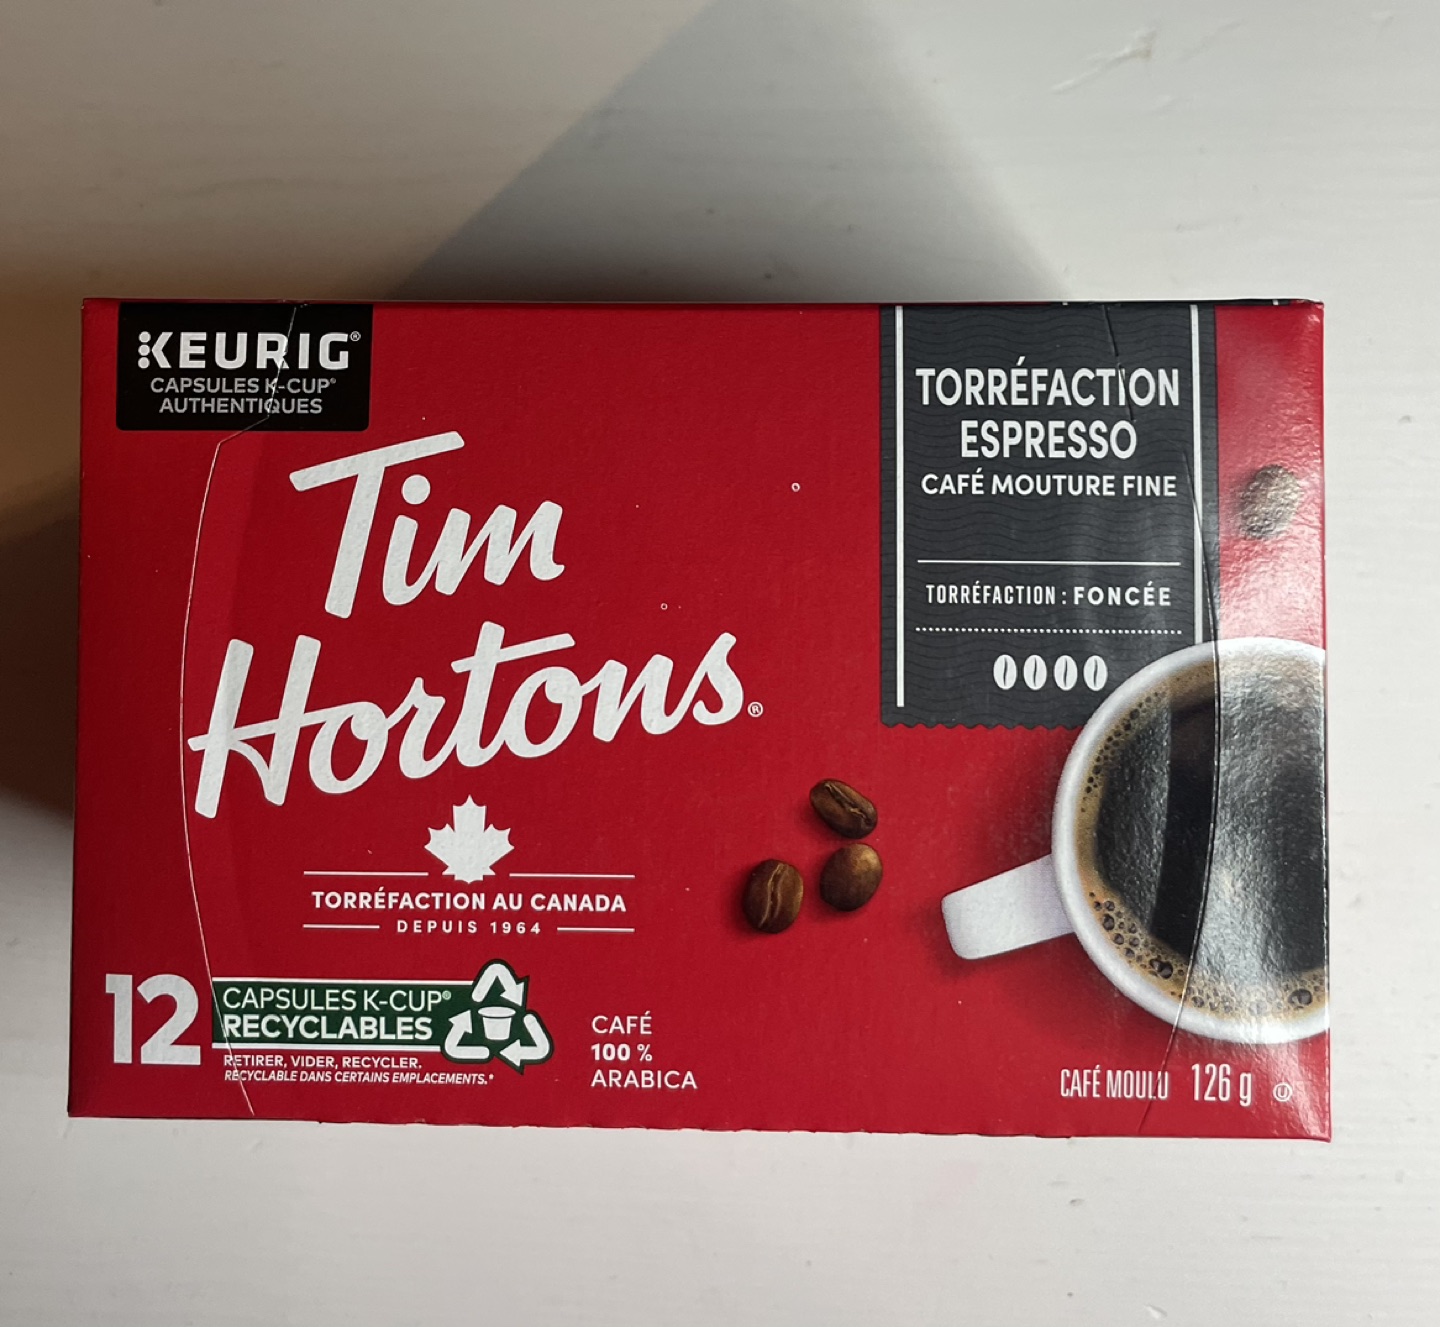 KEURIG®
CAPSULES K-CUP®
AUTHENTIQUES
Tim
Hortons®
TORRÉFACTION AU CANADA
DEPUIS 1964
TORRÉFACTION
ESPRESSO
CAFÉ MOUTURE FINE
TORRÉFACTION : FONCÉE
12
CAPSULES K-CUP®
RECYCLABLES
RETIRER, VIDER, RECYCLER.
RECYCLABLE DANS CERTAINS EMPLACEMENTS.*
CAFÉ
100 %
ARABICA
CAFÉ MOULU 126 g Ⓤ